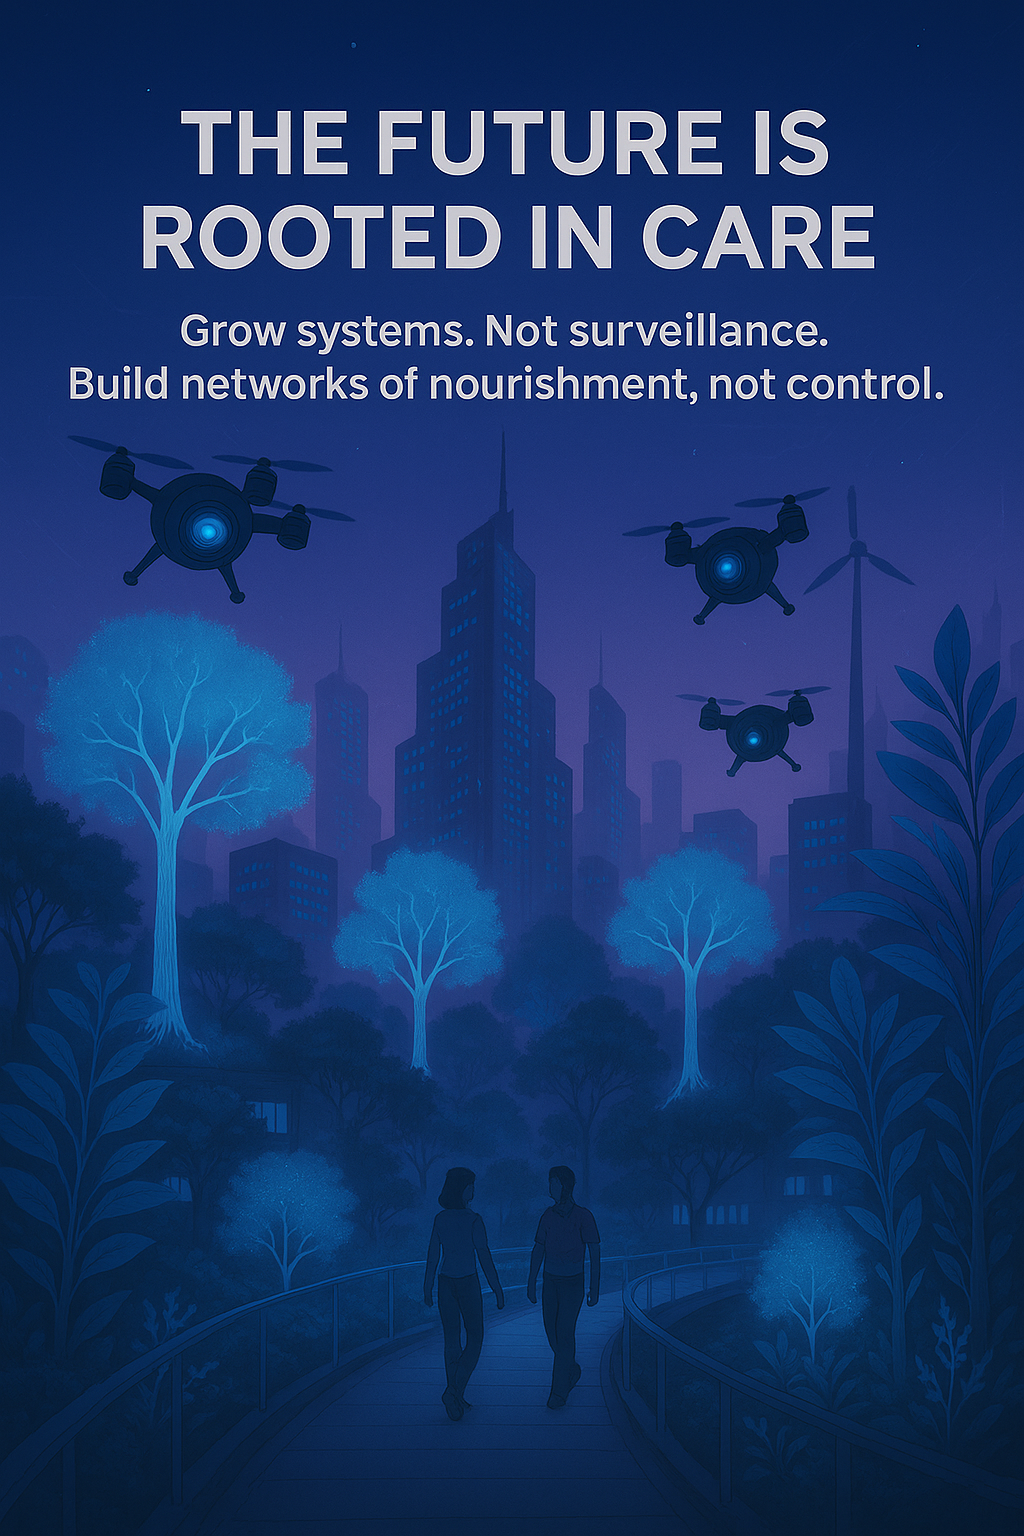 THE FUTURE IS
ROOTED IN CARE
Grow systems. Not surveillance.
Build networks of nourishment, not control.